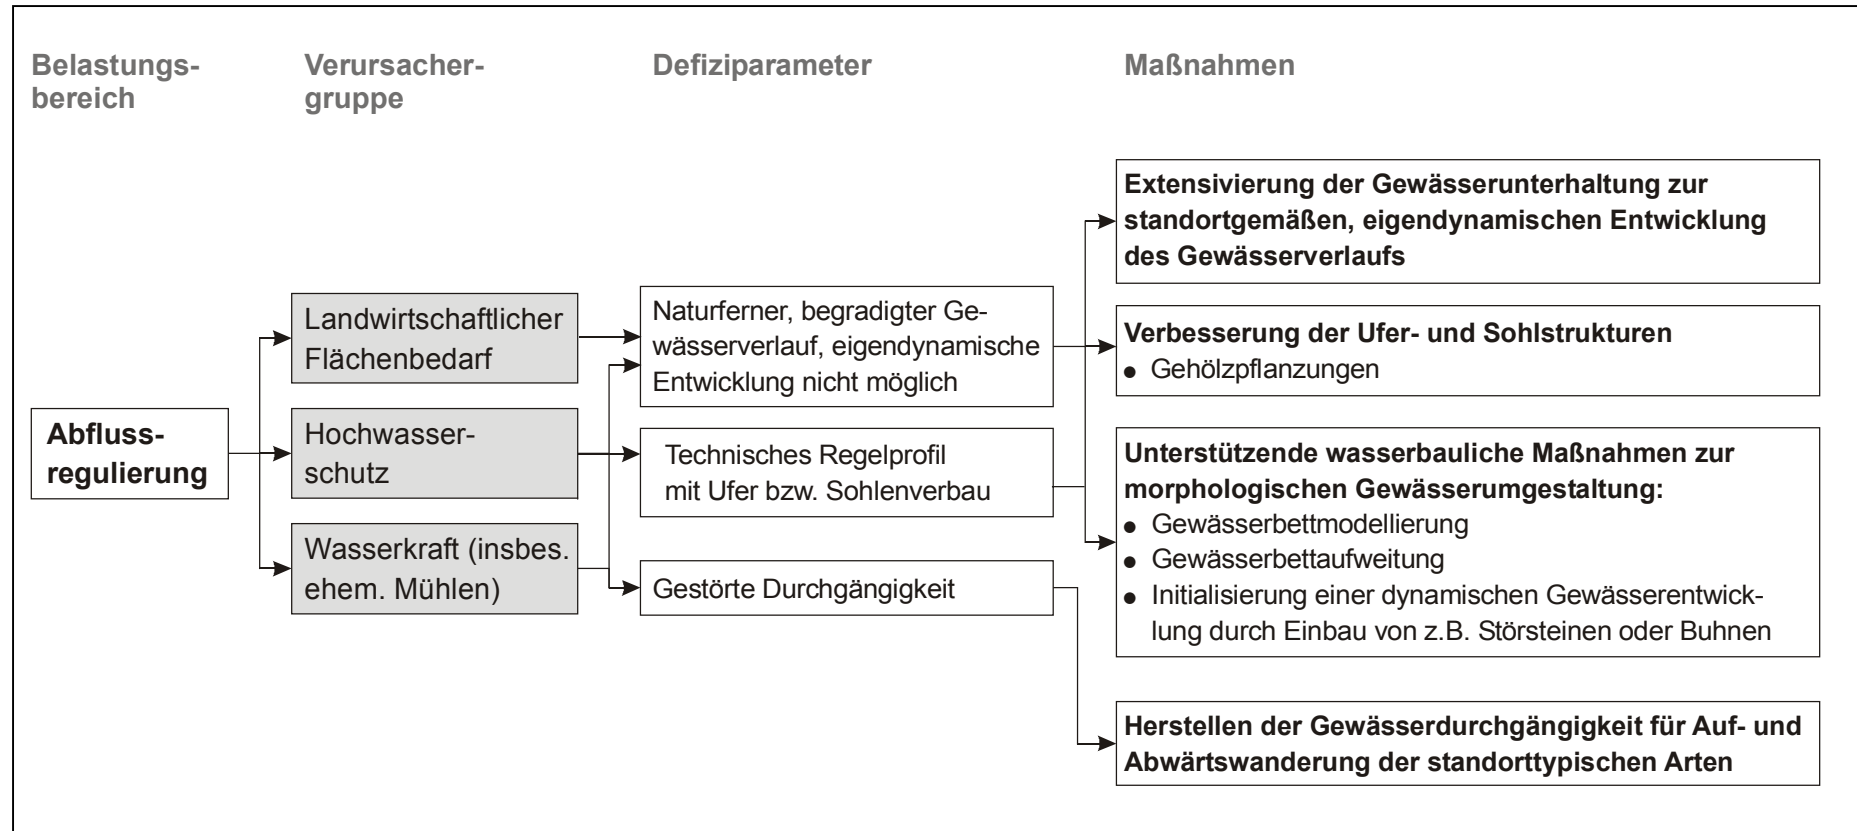 Belastungs-
bereich
Verursacher-
gruppe
Defiziparameter
Maßnahmen
Abfluss-
regulierung
Landwirtschaftlicher
Flächenbedarf
Hochwasser-
schutz
Wasserkraft (insbes.
ehem. Mühlen)
Naturferner, begradigter Ge-
wässerverlauf, eigendynamische
Entwicklung nicht möglich
Technisches Regelprofil
mit Ufer bzw. Sohlenverbau
Gestörte Durchgängigkeit
Extensivierung der Gewässerunterhaltung zur
standortgemäßen, eigendynamischen Entwicklung
des Gewässerverlaufs
Verbesserung der Ufer- und Sohlstrukturen
● Gehölzpflanzungen
Unterstützende wasserbauliche Maßnahmen zur
morphologischen Gewässerumgestaltung:
● Gewässerbettmodellierung
● Gewässerbettaufweitung
● Initialisierung einer dynamischen Gewässerentwick-
lung durch Einbau von z.B. Störsteinen oder Buhnen
Herstellen der Gewässerdurchgängigkeit für Auf- und
Abwärtswanderung der standorttypischen Arten